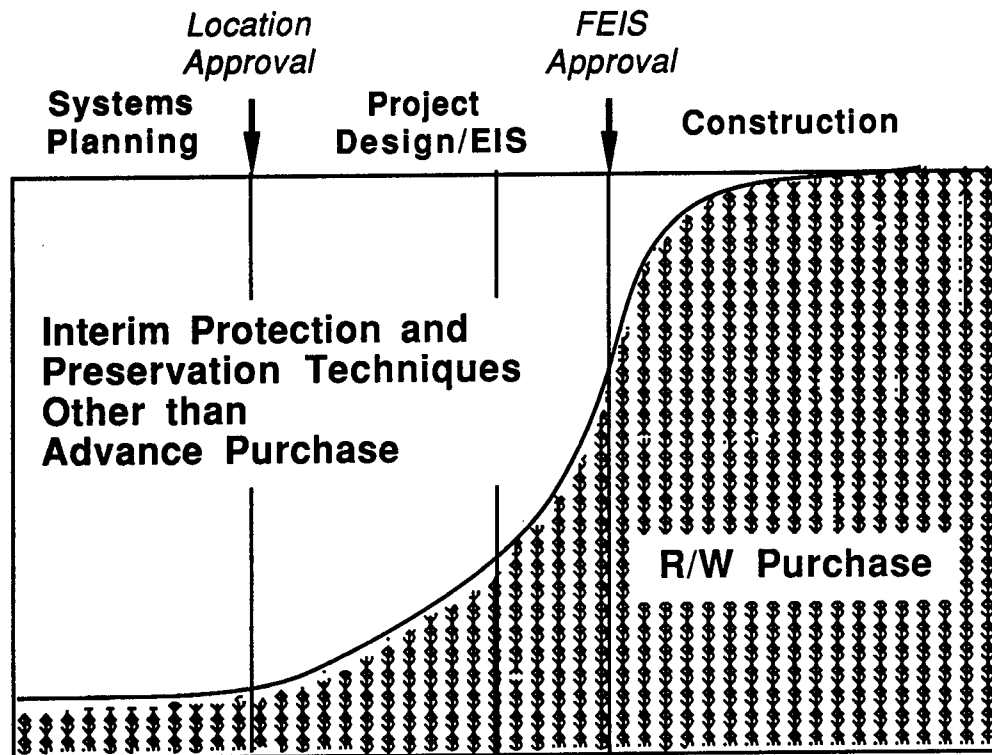 Location
Approval
FEIS
Approval
Systems
Planning
Project
Design/EIS
Construction
Interim Protection and
Preservation Techniques
Other than
Advance Purchase
R/W Purchase